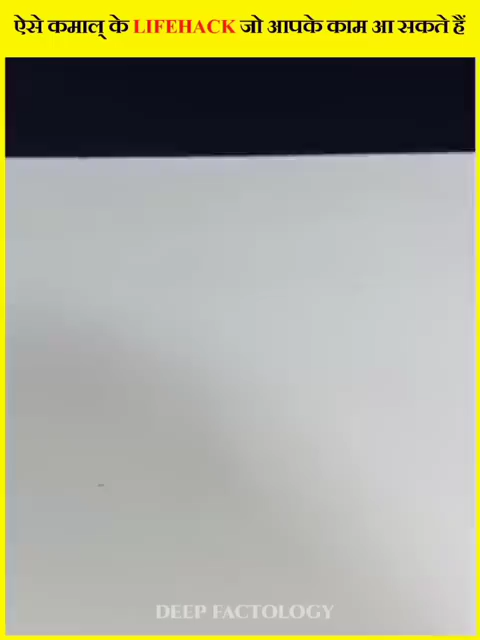 ऐसे कमाल् के LIFEHACK जो आपके काम आ सकते हैं
DEEP FACTOLOGY